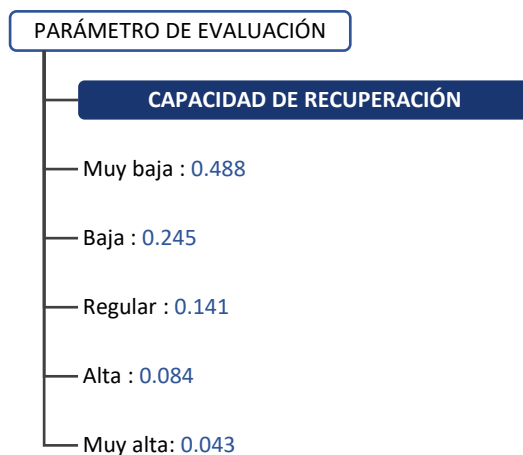 PARÁMETRO DE EVALUACIÓN
CAPACIDAD DE RECUPERACIÓN
Muy baja : 0.488
Baja : 0.245
Regular : 0.141
Alta : 0.084
Muy alta: 0.043